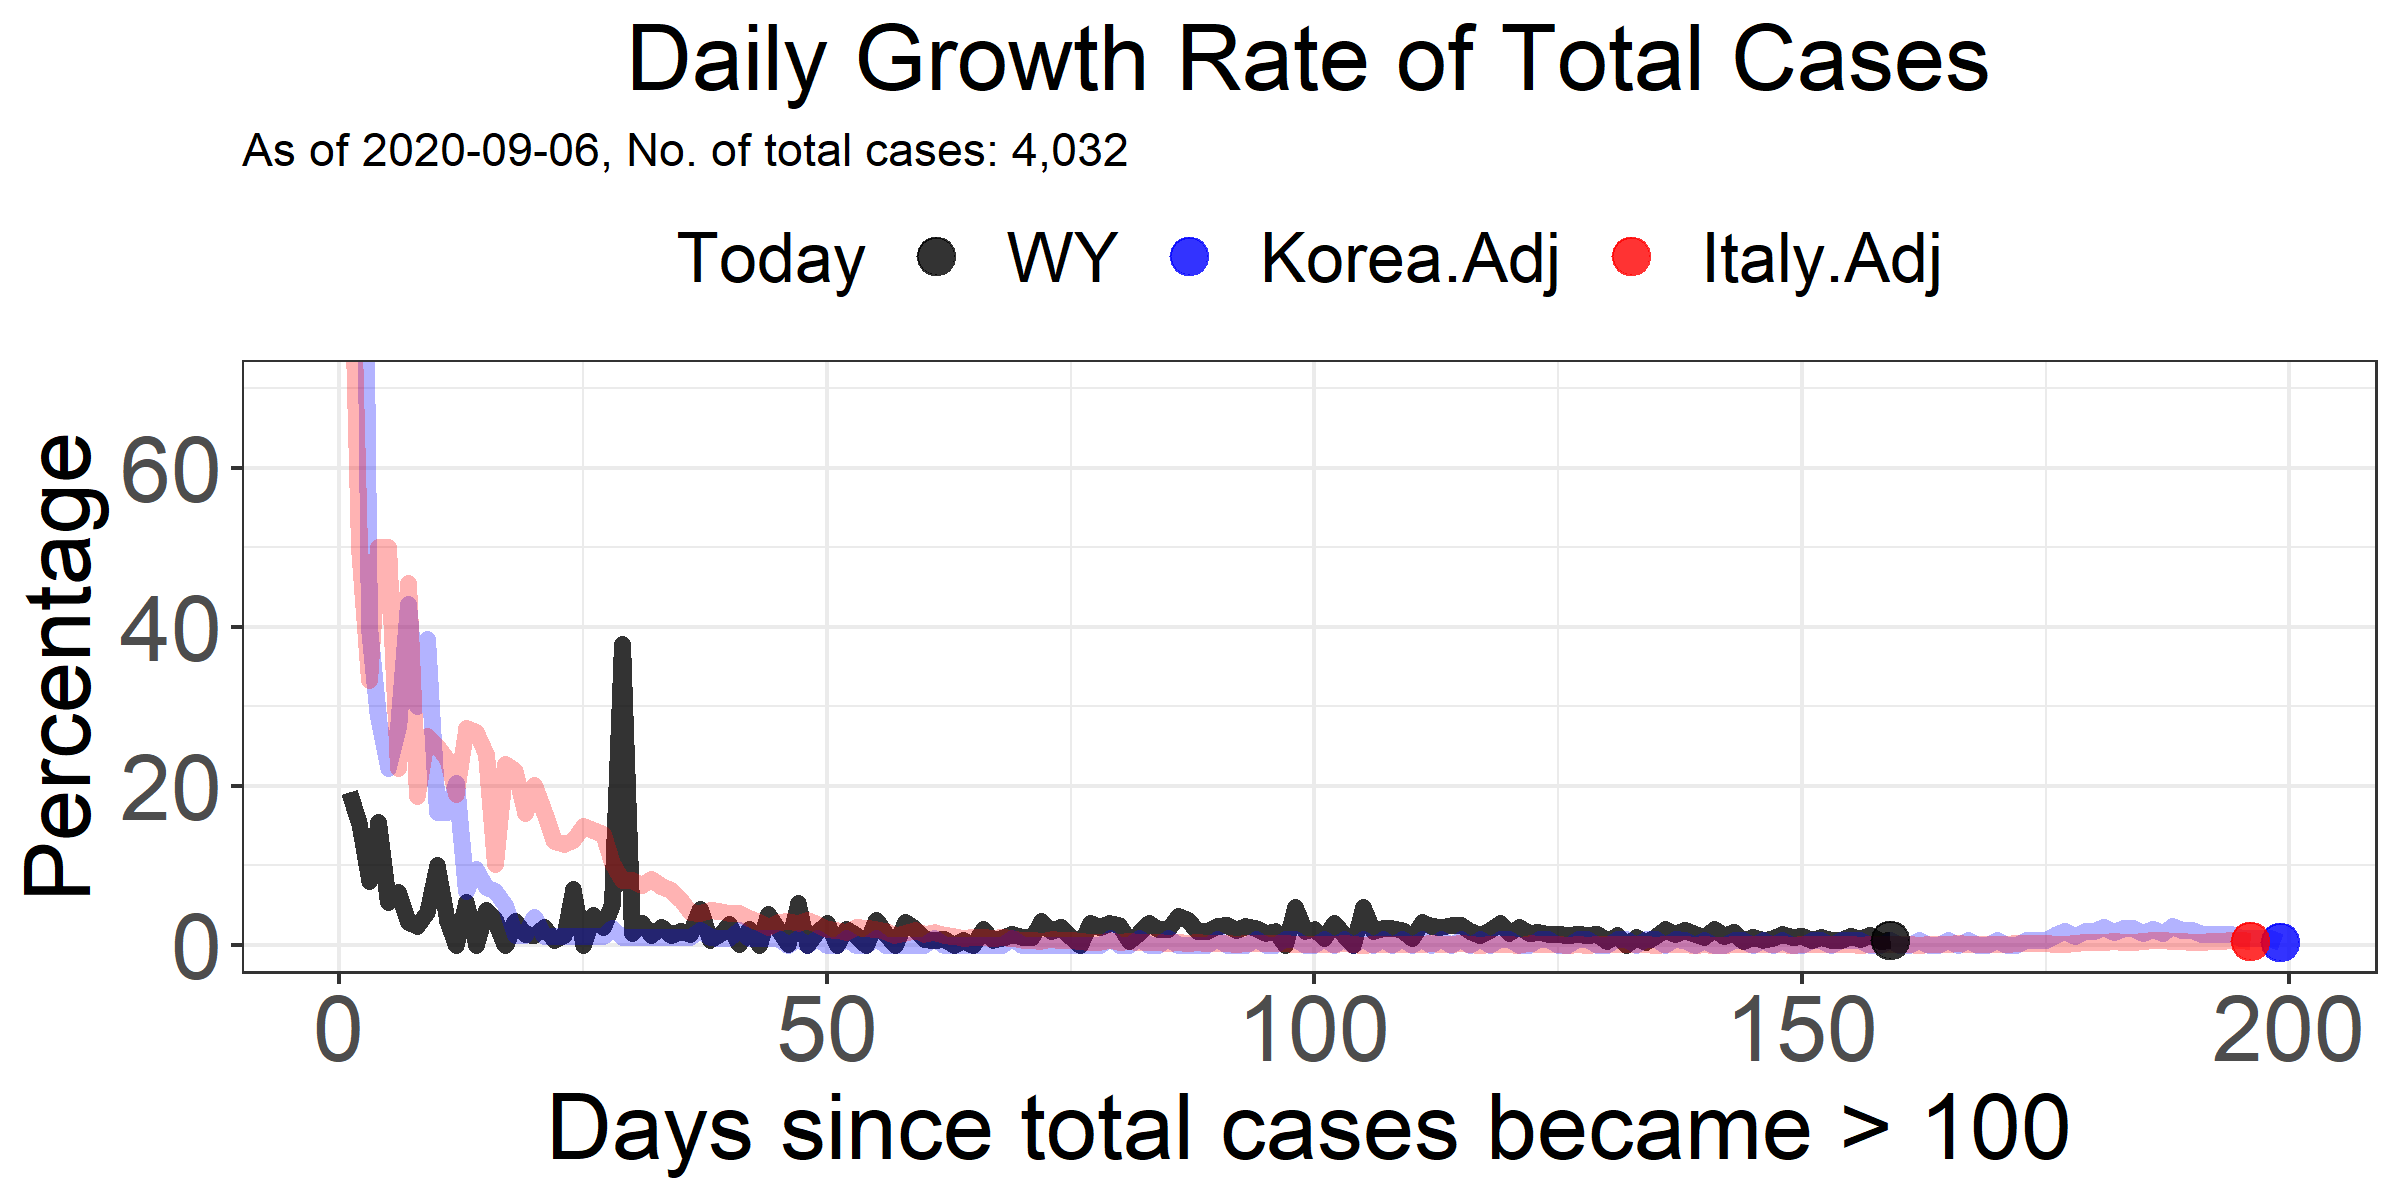 Daily Growth Rate of Total Cases
As of 2020-09-06, No. of total cases: 4,032
Today WY Korea.Adj Italy.Adj
Percentage
60
40
20
0
0 50 100 150 200
Days since total cases became > 100